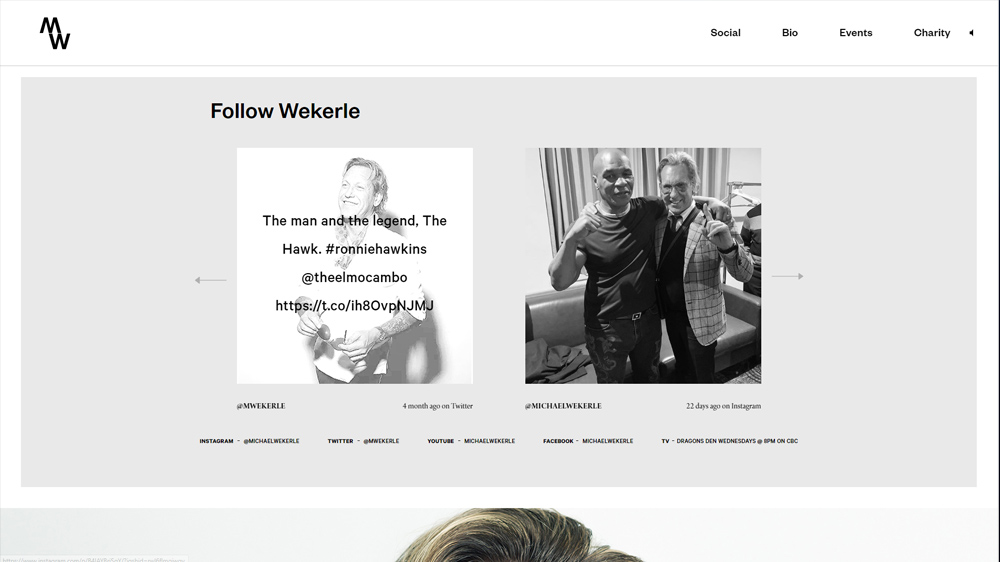 MW
Social
Bio
Events
Charity
Follow Wekerle
The man and the legend, The
Hawk. #ronniehawkins
@theelmocambo
https://t.co/ih8OvpNJMJ
@MWEKERLE
4 month ago on Twitter
@MICHAELWEKERLE
22 days ago on Instagram
INSTAGRAM - @MICHAELWEKERLE
TWITTER - @MWEKERLE
YOUTUBE - MICHAELWEKERLE
FACEBOOK - MICHAELWEKERLE
TV - DRAGONS DEN WEDNESDAYS @ 8PM ON CBC